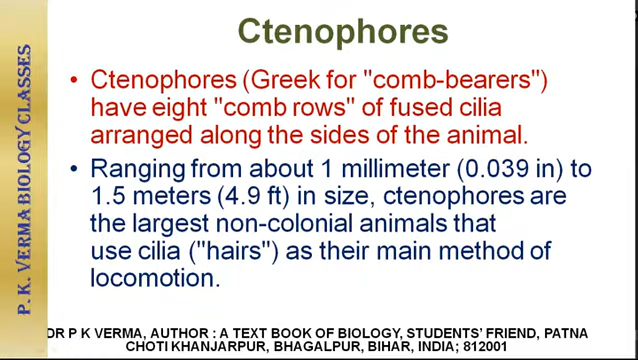 Ctenophores
• Ctenophores (Greek for "comb-bearers")
have eight "comb rows" of fused cilia
arranged along the sides of the animal.
• Ranging from about 1 millimeter (0.039 in) to
1.5 meters (4.9 ft) in size, ctenophores are
the largest non-colonial animals that
use cilia ("hairs") as their main method of
locomotion.
P. K. VERMA BIOLOGY CLASSES
DR P K VERMA, AUTHOR : A TEXT BOOK OF BIOLOGY, STUDENTS' FRIEND, PATNA
CHOTI KHANJARPUR, BHAGALPUR, BIHAR, INDIA; 812001